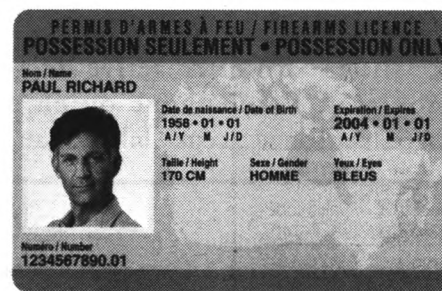 PERMIS D'ARMES À FEU / FIREARMS LICENCE
POSSESSION SEULEMENT • POSSESSION ONLY
Nom / Name
PAUL RICHARD
Date de naissance / Date of Birth
1958 • 01 • 01
A/Y M J/D
Expiration / Expires
2004 • 01 • 01
A/Y M J/D
Taille / Height
170 CM
Sexe / Gender
HOMME
Yeux / Eyes
BLEUS
Numéro / Number
1234567890.01